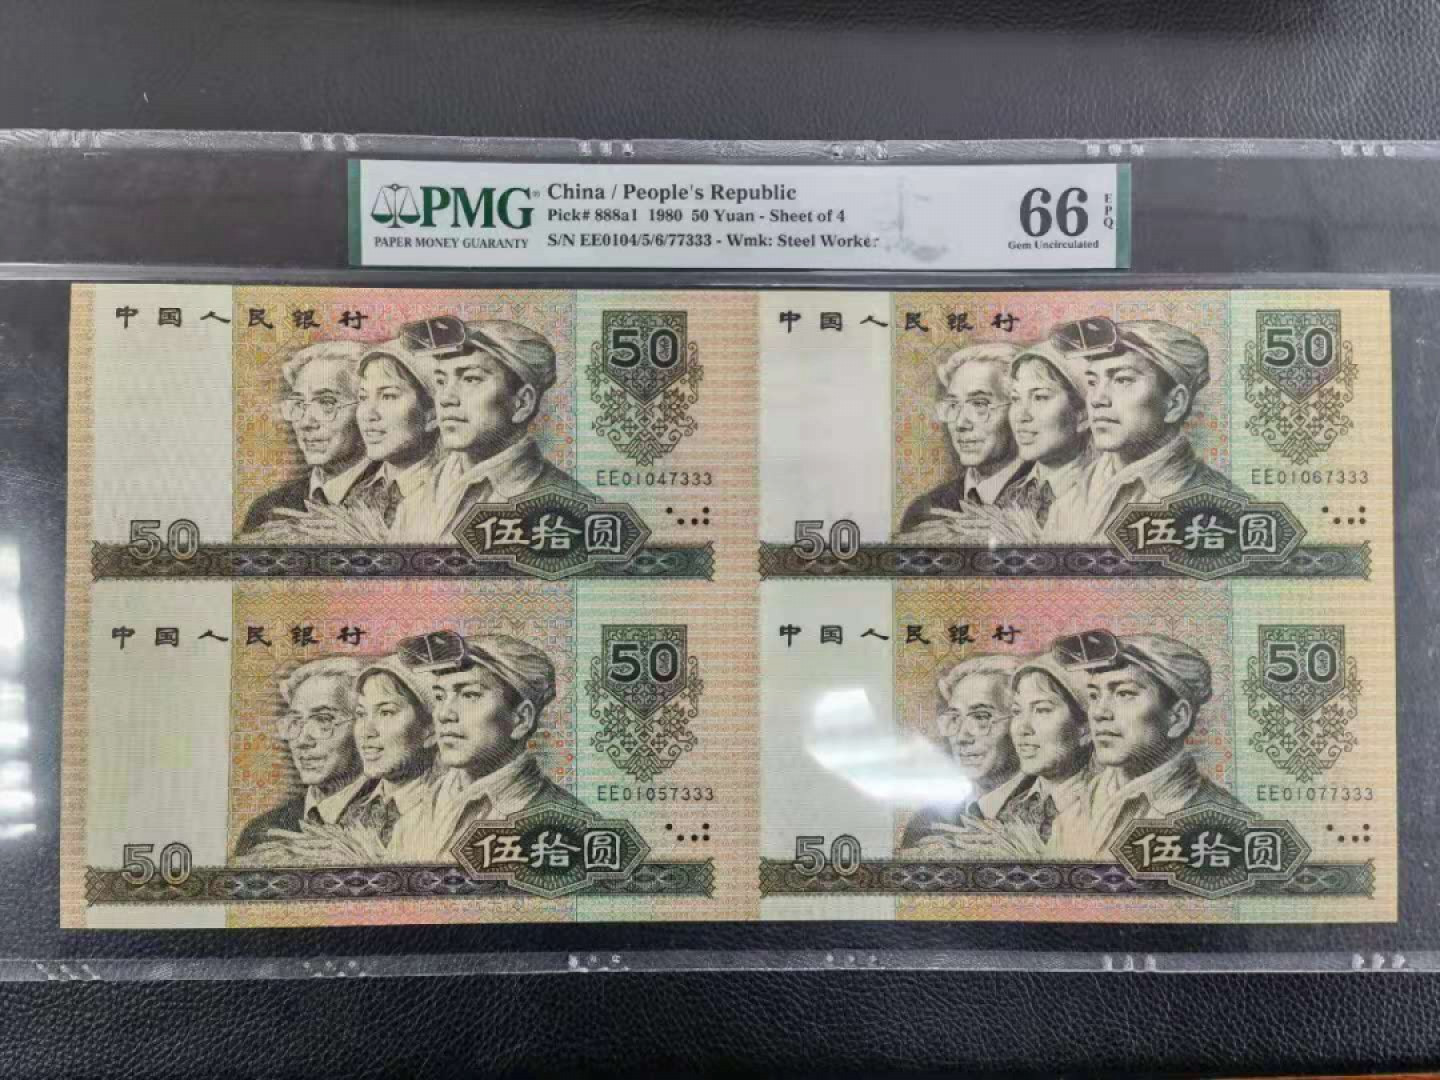 PMG
PAPER MONEY GUARANTY
China / People's Republic
Pick# 888a1 1980 50 Yuan - Sheet of 4
S/N EE0104/5/6/77333 - Wmk: Steel Worker
66 EPQ
Gem Uncirculated
中国人民银行
50
EE01047333
50
伍拾圆
中国人民银行
50
EE01067333
50
伍拾圆
中国人民银行
50
EE01057333
50
伍拾圆
中国人民银行
50
EE01077333
50
伍拾圆